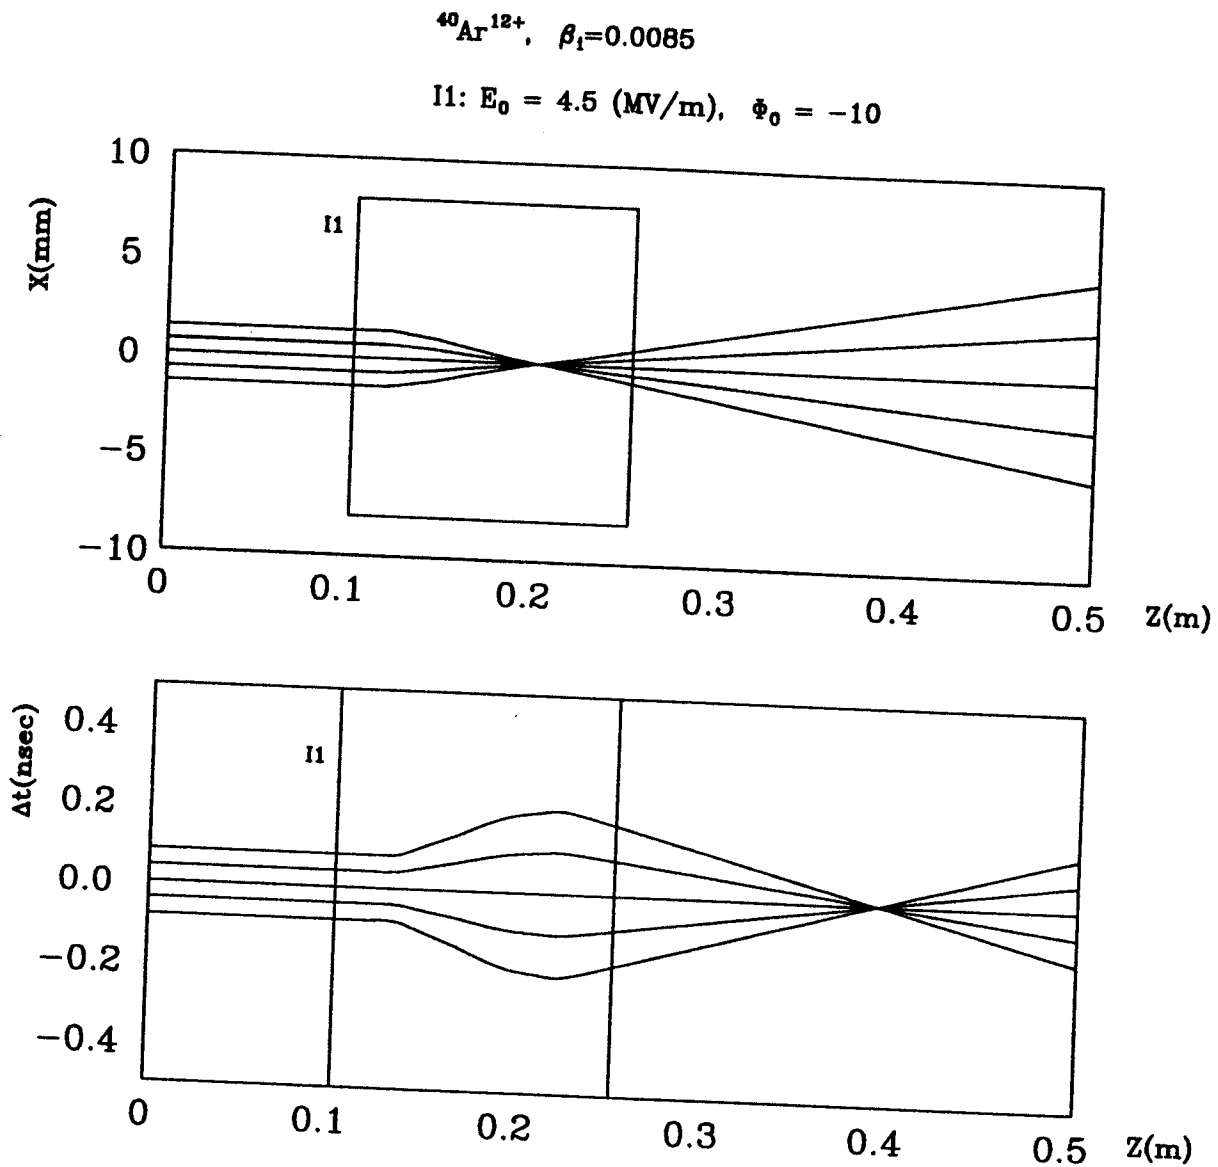 ⁴⁰Ar¹²⁺, β₁=0.0085
I1: E₀ = 4.5 (MV/m), Φ₀ = −10
10
5
0
−5
−10
X(mm)
I1
0 0.1 0.2 0.3 0.4 0.5 Z(m)
0.4
0.2
0.0
−0.2
−0.4
Δt(nsec)
I1
0 0.1 0.2 0.3 0.4 0.5 Z(m)